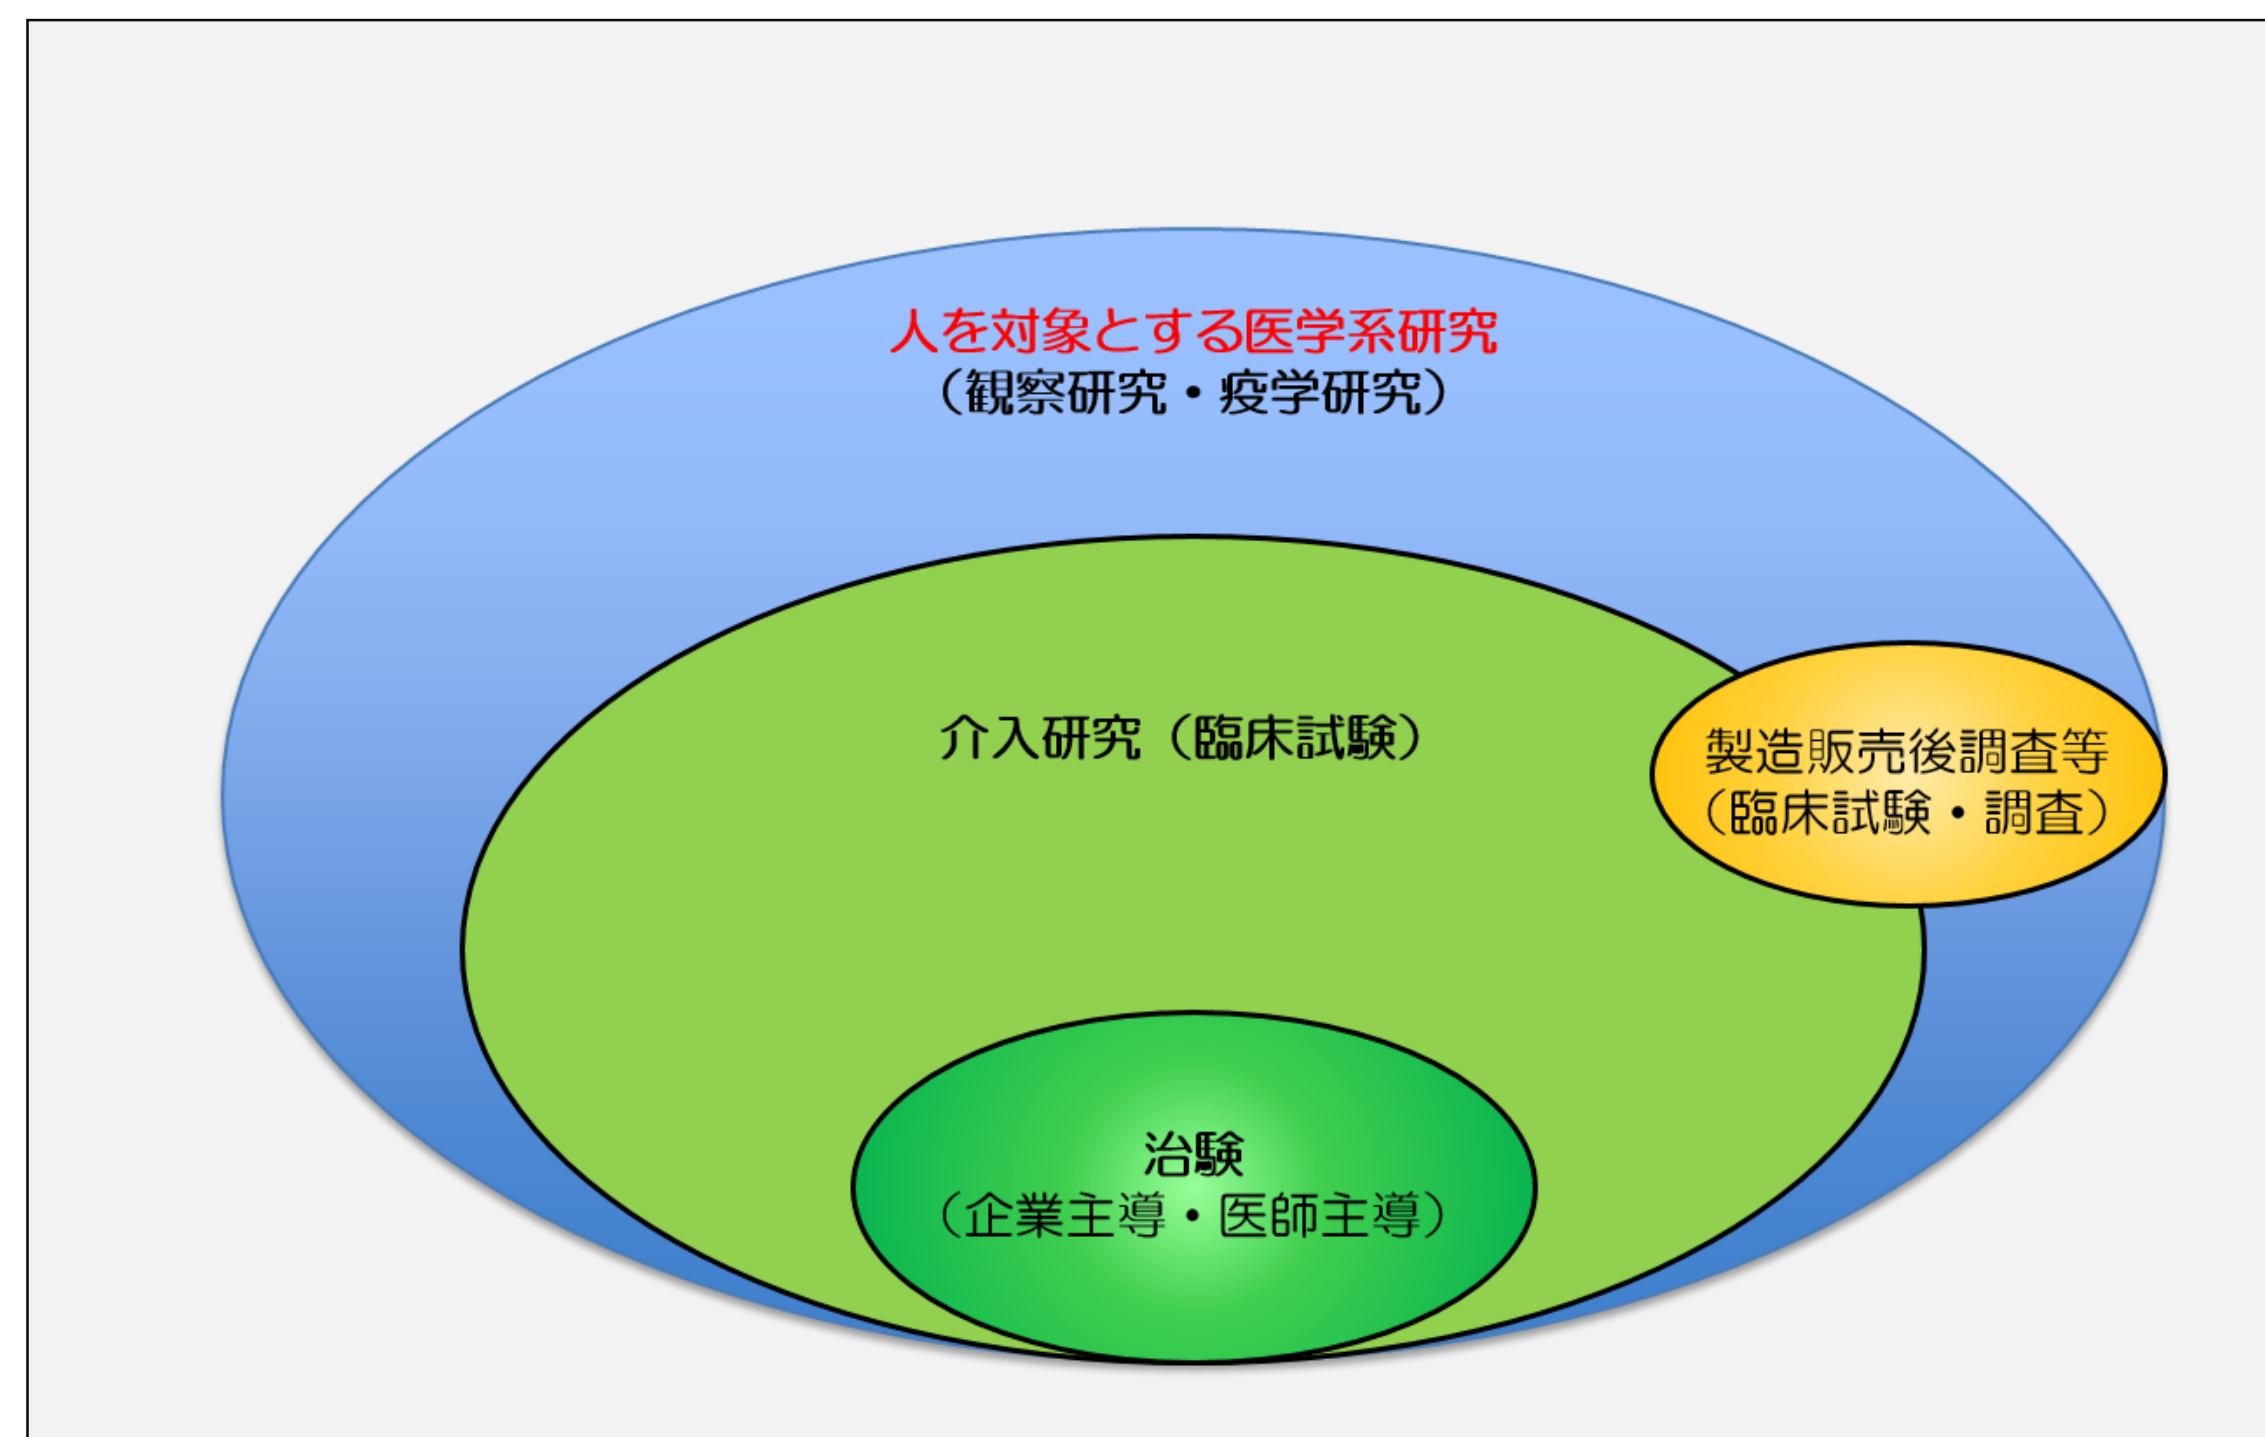 人を対象とする医学系研究
（観察研究・疫学研究）
介入研究（臨床試験）
製造販売後調査等
（臨床試験・調査）
治験
（企業主導・医師主導）